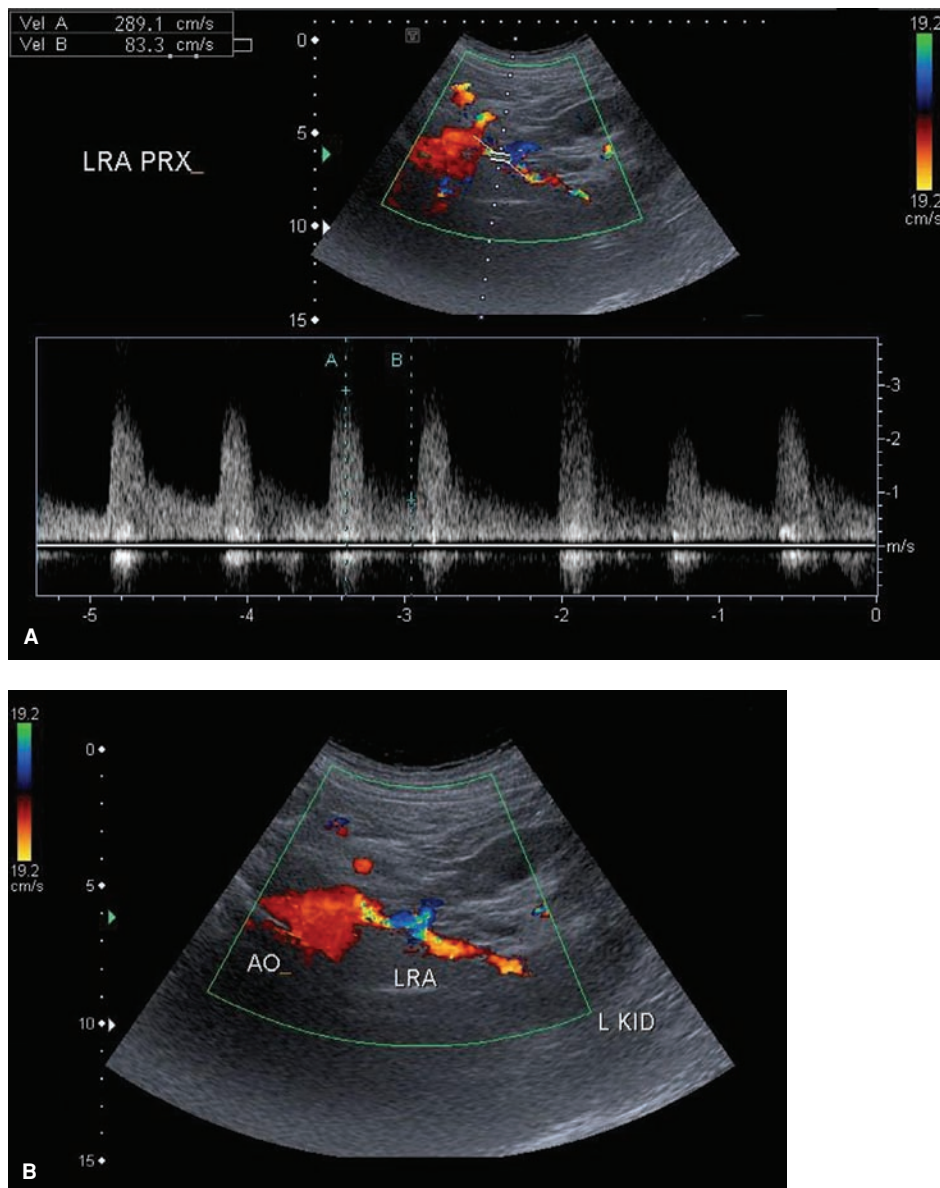 Vel A 289.1 cm/s
Vel B 83.3 cm/s
LRA PRX_
0
5
10
15
19.2
19.2
cm/s
A B
-3
-2
-1
m/s
-5 -4 -3 -2 -1 0
A
19.2
19.2
cm/s
0
5
10
15
AO_
LRA
L KID
B